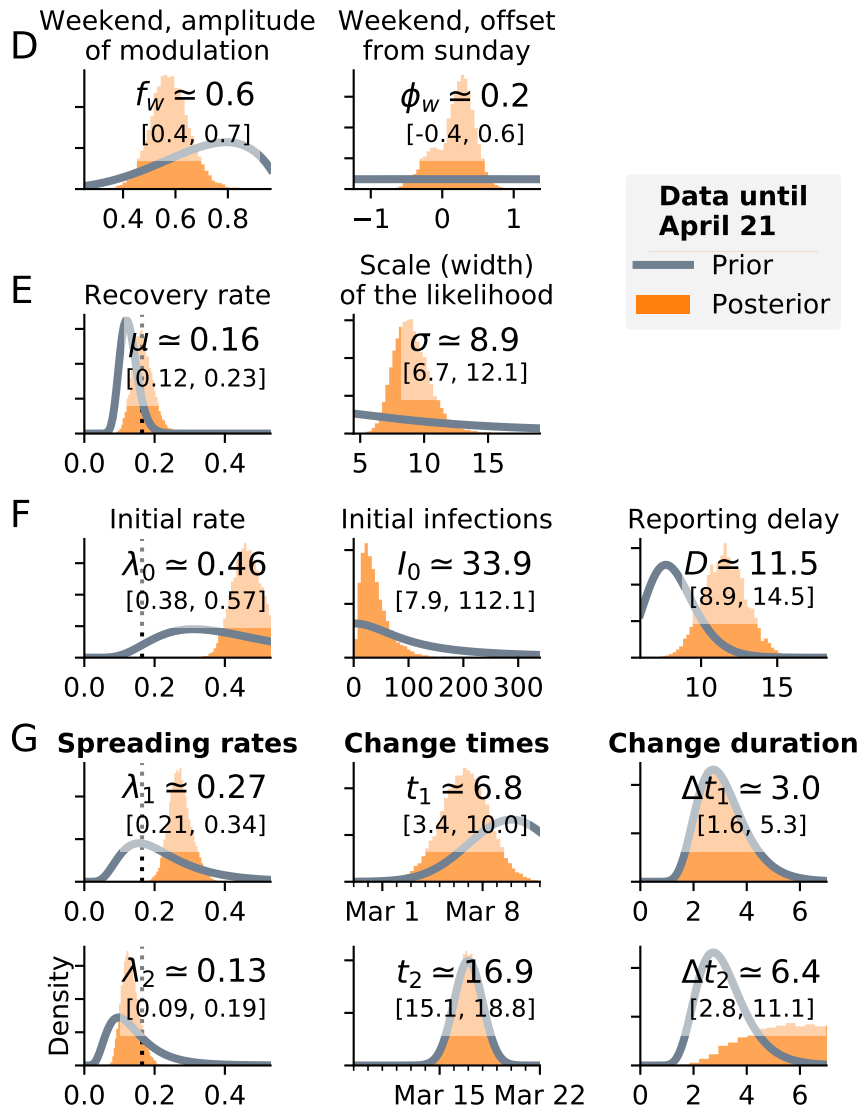 D
Weekend, amplitude
of modulation
Weekend, offset
from sunday
f_w ≃ 0.6
[0.4, 0.7]
ϕ_w ≃ 0.2
[-0.4, 0.6]
0.4 0.6 0.8
−1 0 1
Data until
April 21
Prior
Posterior
E
Recovery rate
Scale (width)
of the likelihood
μ ≃ 0.16
[0.12, 0.23]
σ ≃ 8.9
[6.7, 12.1]
0.0 0.2 0.4
5 10 15
F
Initial rate
Initial infections
Reporting delay
λ₀ ≃ 0.46
[0.38, 0.57]
I₀ ≃ 33.9
[7.9, 112.1]
D ≃ 11.5
[8.9, 14.5]
0.0 0.2 0.4
0 100 200 300
10 15
G
Spreading rates
Change times
Change duration
λ₁ ≃ 0.27
[0.21, 0.34]
t₁ ≃ 6.8
[3.4, 10.0]
Δt₁ ≃ 3.0
[1.6, 5.3]
0.0 0.2 0.4
Mar 1 Mar 8
0 2 4 6
Density
λ₂ ≃ 0.13
[0.09, 0.19]
t₂ ≃ 16.9
[15.1, 18.8]
Δt₂ ≃ 6.4
[2.8, 11.1]
0.0 0.2 0.4
Mar 15 Mar 22
0 2 4 6